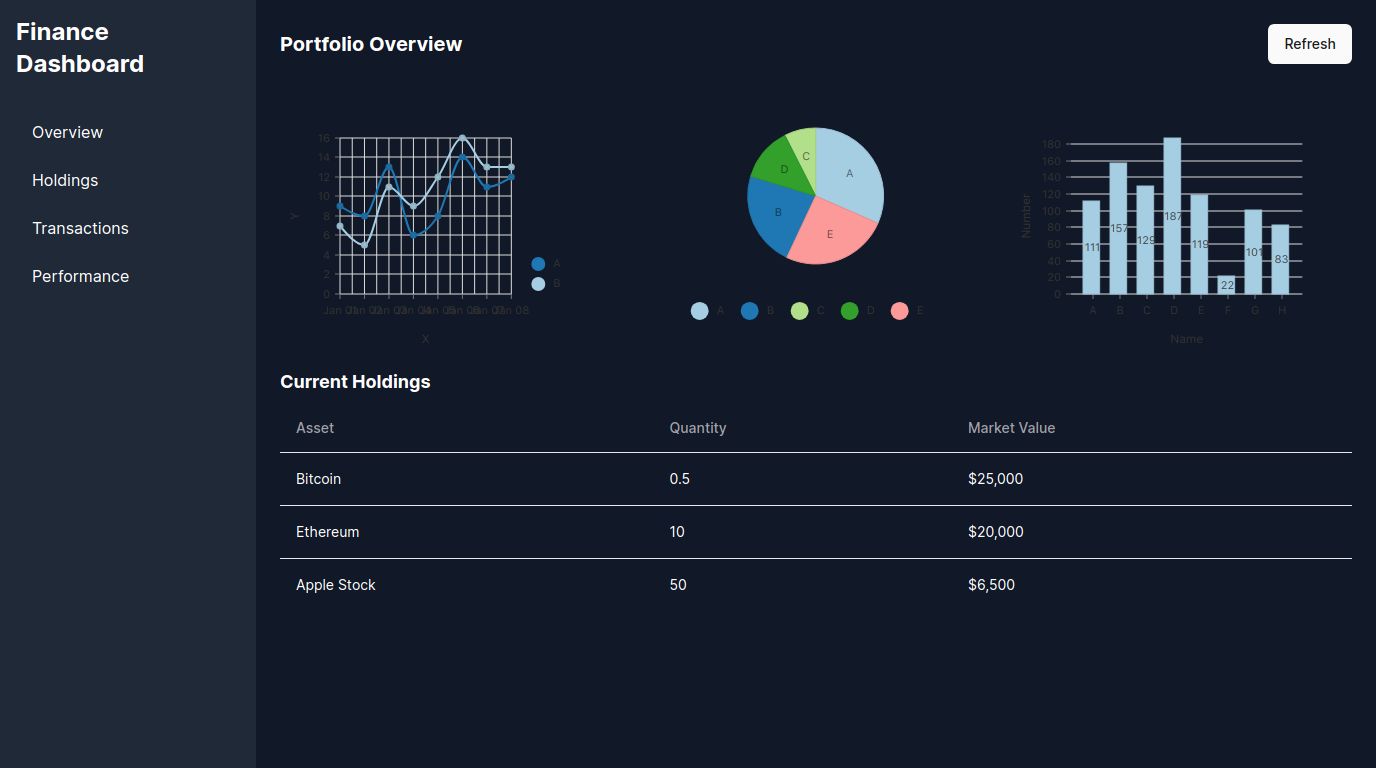 Finance
Dashboard
Overview
Holdings
Transactions
Performance
Portfolio Overview
Refresh
16
14
12
10
8
6
4
2
0
Y
Jan 01 Jan 02 Jan 03 Jan 04 Jan 05 Jan 06 Jan 07 Jan 08
X
A
B
A
B
C
D
E
A B C D E
180
160
140
120
100
80
60
40
20
0
Number
111
157
129
187
119
22
101
83
A B C D E F G H
Name
Current Holdings
Asset Quantity Market Value
Bitcoin 0.5 $25,000
Ethereum 10 $20,000
Apple Stock 50 $6,500